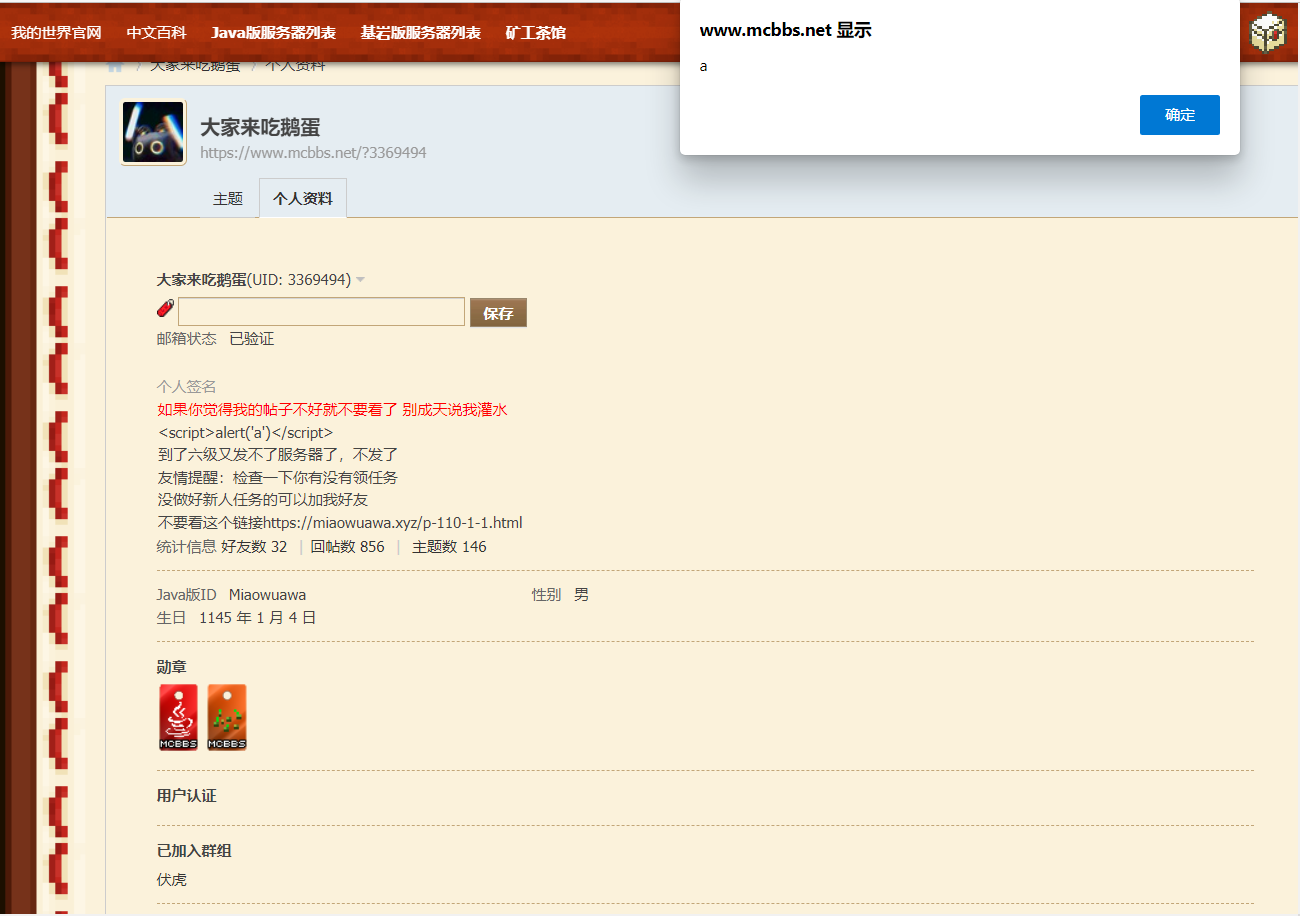 我的世界官网 中文百科 Java版服务器列表 基岩版服务器列表 矿工茶馆
www.mcbbs.net 显示
a
确定
/ 大家来吃鹅蛋 / 个人资料
大家来吃鹅蛋
https://www.mcbbs.net/?3369494
主题 个人资料
大家来吃鹅蛋(UID: 3369494)
保存
邮箱状态 已验证
个人签名
如果你觉得我的帖子不好就不要看了 别成天说我灌水
<script>alert('a')</script>
到了六级又发不了服务器了，不发了
友情提醒：检查一下你有没有领任务
没做好新人任务的可以加我好友
不要看这个链接https://miaowuawa.xyz/p-110-1-1.html
统计信息 好友数 32 | 回帖数 856 | 主题数 146
Java版ID Miaowuawa 性别 男
生日 1145 年 1 月 4 日
勋章
MCBBS MCBBS
用户认证
已加入群组
伏虎